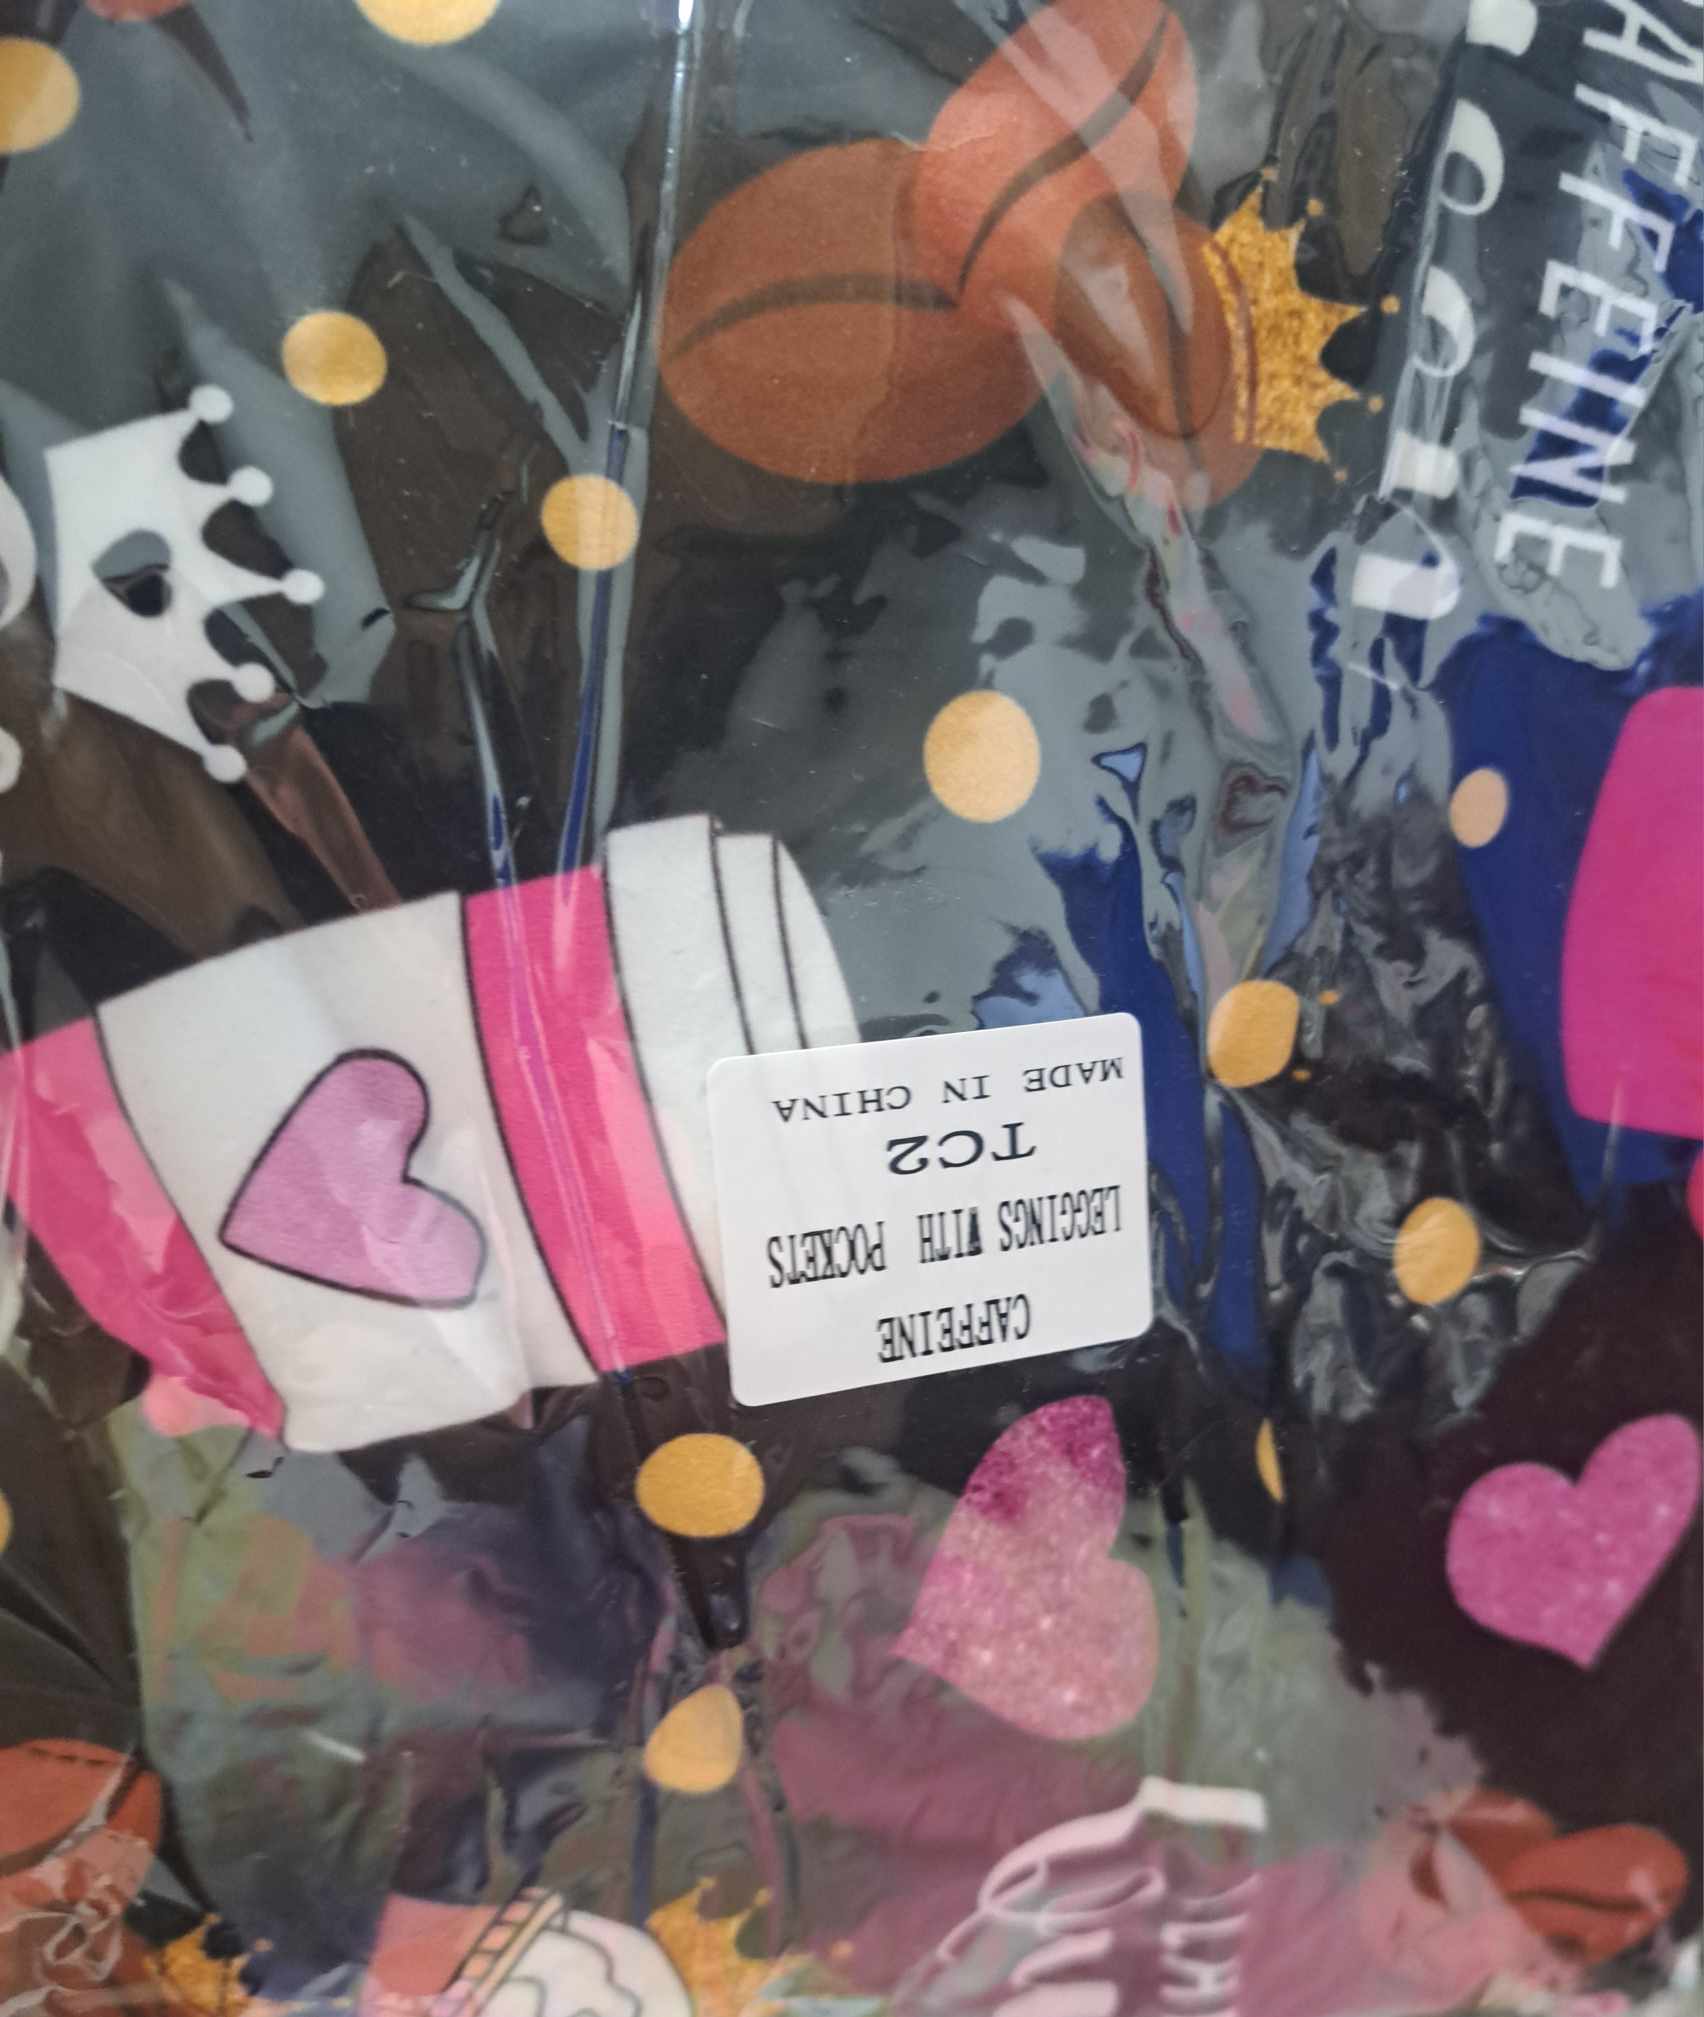 CAFFEINE
CAFFEINE
LEGGINGS WITH POCKETS
TC2
MADE IN CHINA